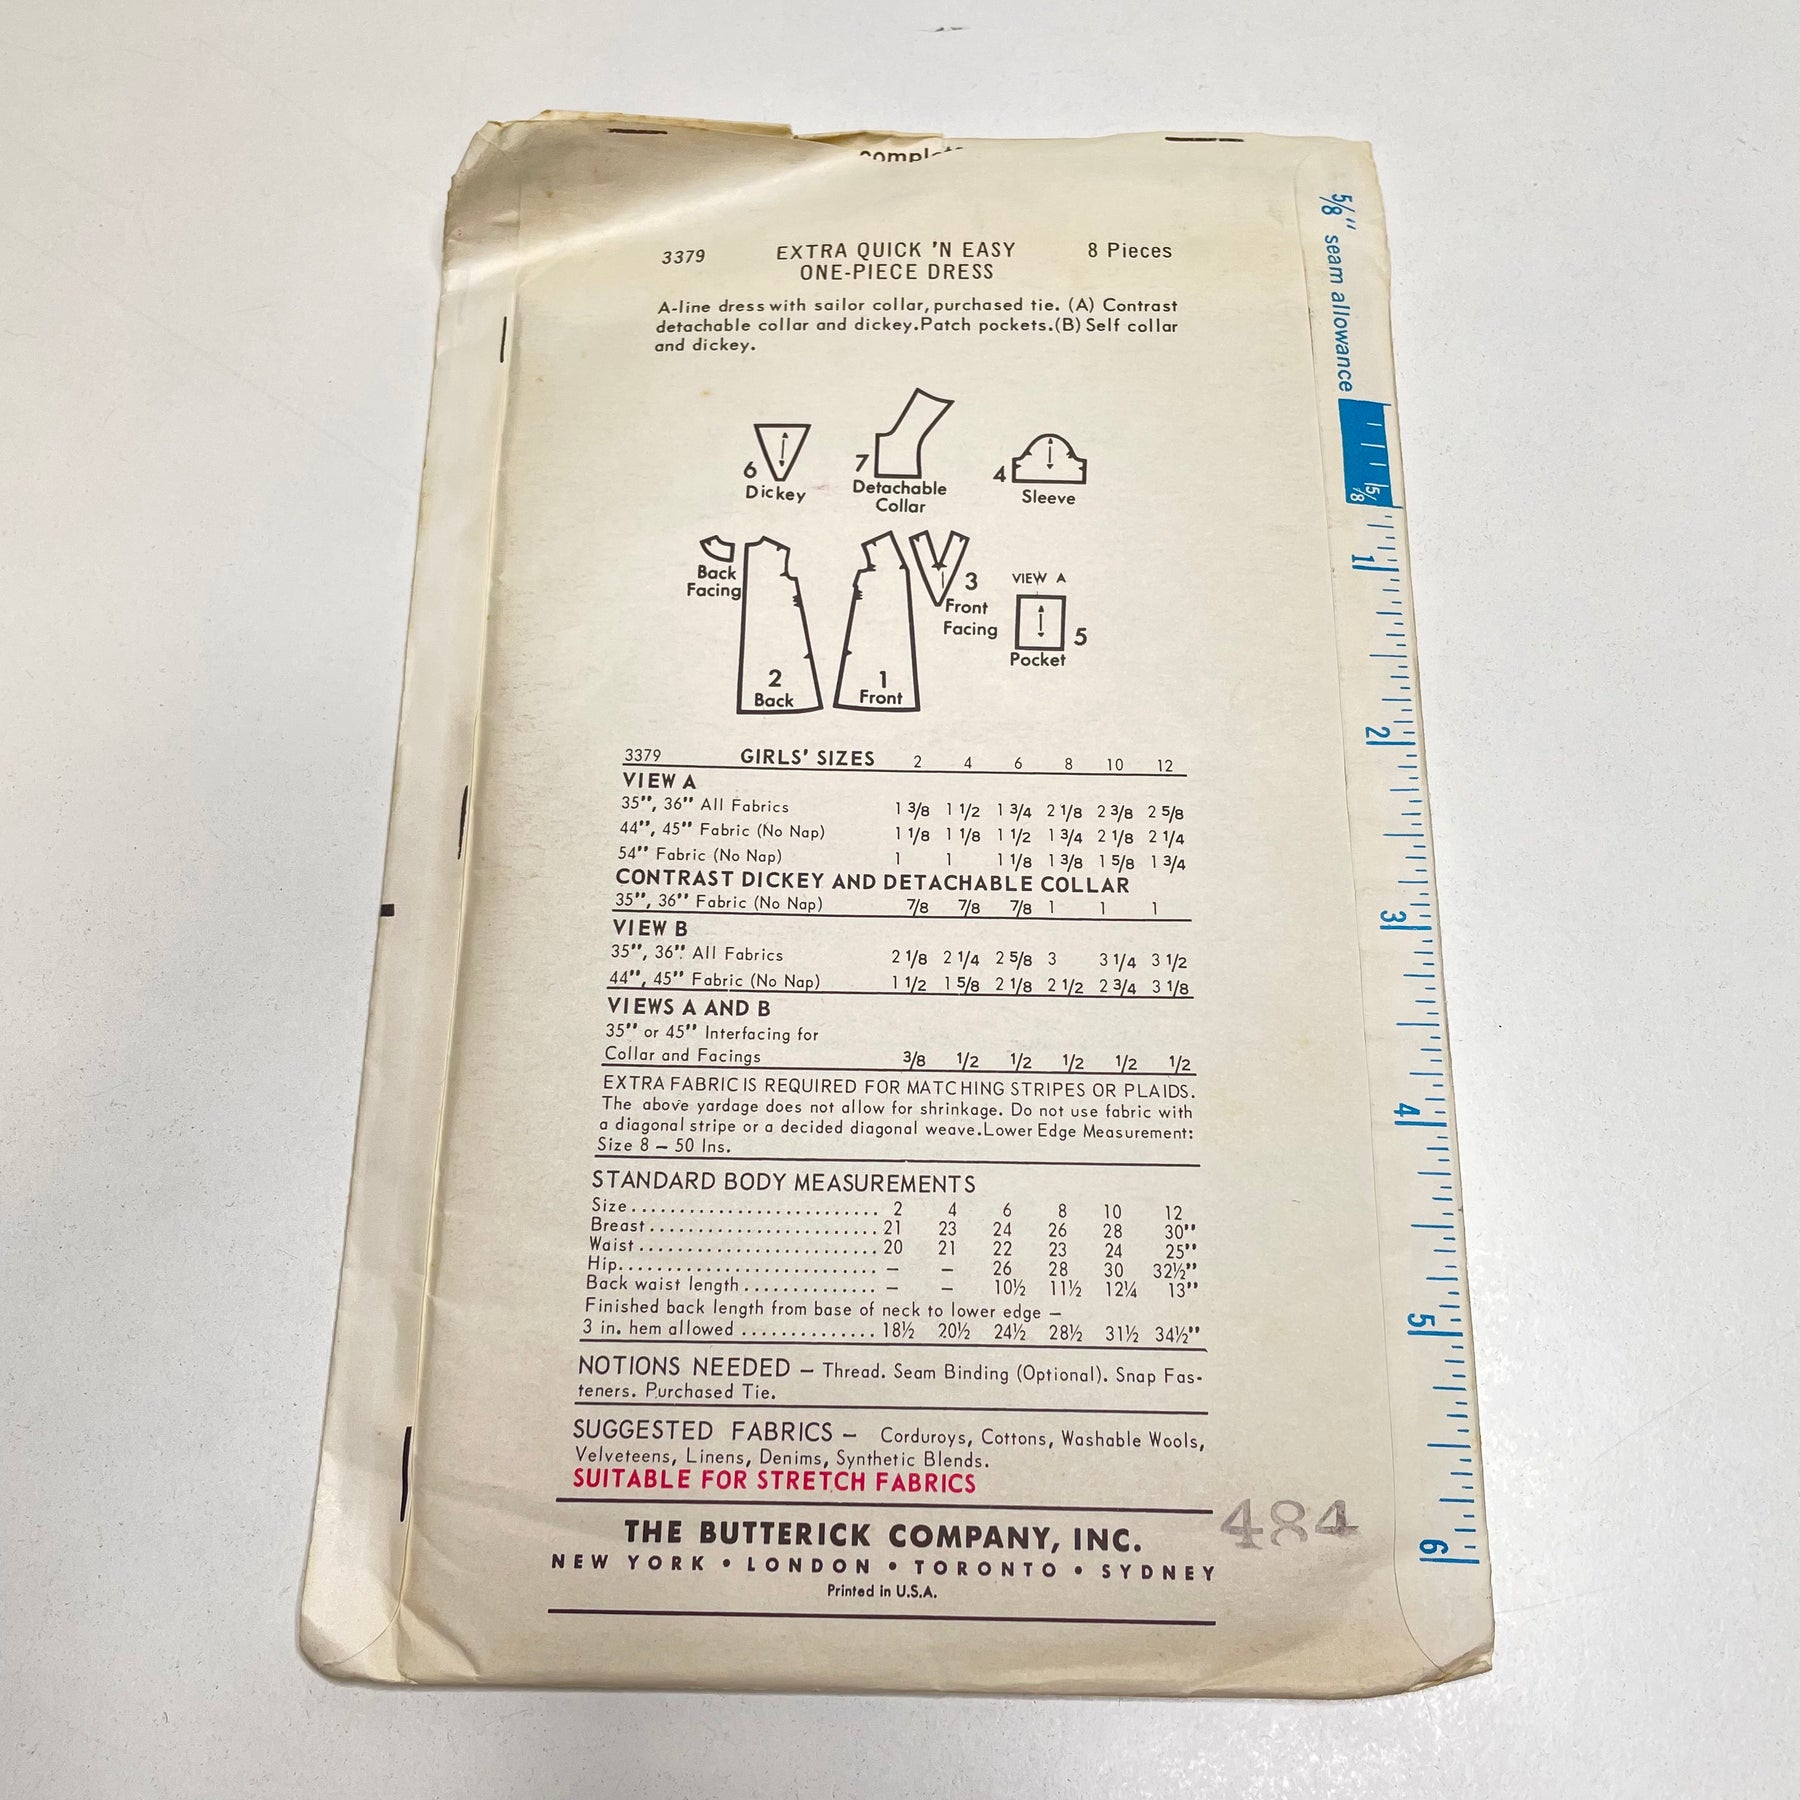 3379 EXTRA QUICK 'N EASY 8 Pieces
ONE-PIECE DRESS
A-line dress with sailor collar, purchased tie. (A) Contrast
detachable collar and dickey.Patch pockets.(B) Self collar
and dickey.
6
Dickey
7
Detachable
Collar
4
Sleeve
Back
Facing
2
Back
1
Front
3
Front
Facing
VIEW A
5
Pocket
3379 GIRLS' SIZES 2 4 6 8 10 12
VIEW A
35", 36" All Fabrics 1 3/8 1 1/2 1 3/4 2 1/8 2 3/8 2 5/8
44", 45" Fabric (No Nap) 1 1/8 1 1/8 1 1/2 1 3/4 2 1/8 2 1/4
54" Fabric (No Nap) 1 1 1 1/8 1 3/8 1 5/8 1 3/4
CONTRAST DICKEY AND DETACHABLE COLLAR
35", 36" Fabric (No Nap) 7/8 7/8 7/8 1 1 1
VIEW B
35", 36". All Fabrics 2 1/8 2 1/4 2 5/8 3 3 1/4 3 1/2
44", 45" Fabric (No Nap) 1 1/2 1 5/8 2 1/8 2 1/2 2 3/4 3 1/8
VIEWS A AND B
35" or 45" Interfacing for
Collar and Facings 3/8 1/2 1/2 1/2 1/2 1/2
EXTRA FABRIC IS REQUIRED FOR MATCHING STRIPES OR PLAIDS.
The above yardage does not allow for shrinkage. Do not use fabric with
a diagonal stripe or a decided diagonal weave.Lower Edge Measurement:
Size 8 – 50 Ins.
STANDARD BODY MEASUREMENTS
Size.......................... 2 4 6 8 10 12
Breast........................ 21 23 24 26 28 30"
Waist......................... 20 21 22 23 24 25"
Hip........................... – – 26 28 30 32½"
Back waist length.............. – – 10½ 11½ 12¼ 13"
Finished back length from base of neck to lower edge –
3 in. hem allowed .............. 18½ 20½ 24½ 28½ 31½ 34½"
NOTIONS NEEDED – Thread. Seam Binding (Optional). Snap Fas-
teners. Purchased Tie.
SUGGESTED FABRICS – Corduroys, Cottons, Washable Wools,
Velveteens, Linens, Denims, Synthetic Blends.
SUITABLE FOR STRETCH FABRICS
THE BUTTERICK COMPANY, INC.
NEW YORK • LONDON • TORONTO • SYDNEY
Printed in U.S.A.
484
5/8" seam allowance
5/8
1
2
3
4
5
6